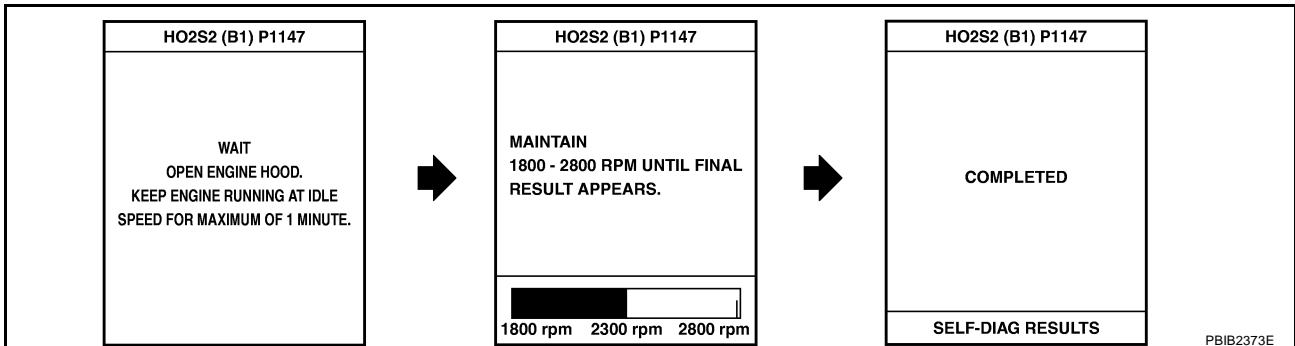 HO2S2 (B1) P1147
WAIT
OPEN ENGINE HOOD.
KEEP ENGINE RUNNING AT IDLE
SPEED FOR MAXIMUM OF 1 MINUTE.
HO2S2 (B1) P1147
MAINTAIN
1800 - 2800 RPM UNTIL FINAL
RESULT APPEARS.
1800 rpm 2300 rpm 2800 rpm
HO2S2 (B1) P1147
COMPLETED
SELF-DIAG RESULTS
PBIB2373E